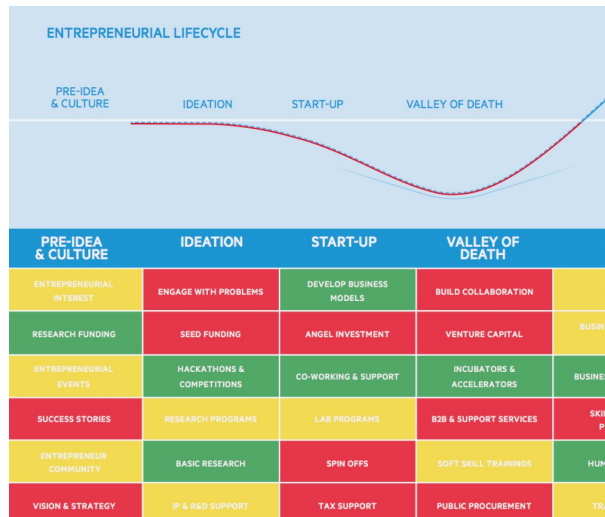 ENTREPRENEURIAL LIFECYCLE
PRE-IDEA
& CULTURE
IDEATION
START-UP
VALLEY OF DEATH
PRE-IDEA
& CULTURE
IDEATION
START-UP
VALLEY OF
DEATH
ENTREPRENEURIAL
INTEREST
ENGAGE WITH PROBLEMS
DEVELOP BUSINESS
MODELS
BUILD COLLABORATION
RESEARCH FUNDING
SEED FUNDING
ANGEL INVESTMENT
VENTURE CAPITAL
ENTREPRENEURIAL
EVENTS
HACKATHONS &
COMPETITIONS
CO-WORKING & SUPPORT
INCUBATORS &
ACCELERATORS
SUCCESS STORIES
RESEARCH PROGRAMS
LAB PROGRAMS
B2B & SUPPORT SERVICES
ENTREPRENEUR
COMMUNITY
BASIC RESEARCH
SPIN OFFS
SOFT SKILL TRAININGS
VISION & STRATEGY
IP & R&D SUPPORT
TAX SUPPORT
PUBLIC PROCUREMENT